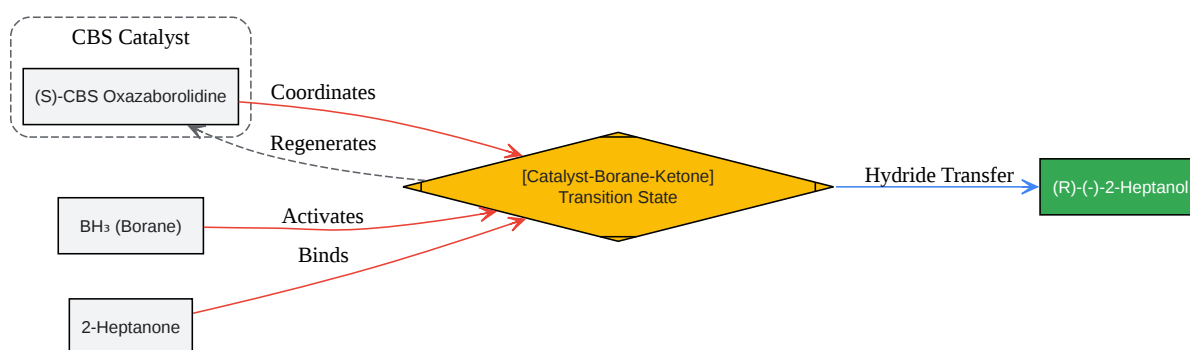 CBS Catalyst
(S)-CBS Oxazaborolidine
Coordinates
Regenerates
[Catalyst-Borane-Ketone]
Transition State
Hydride Transfer
(R)-(-)-2-Heptanol
Activates
BH₃ (Borane)
Binds
2-Heptanone